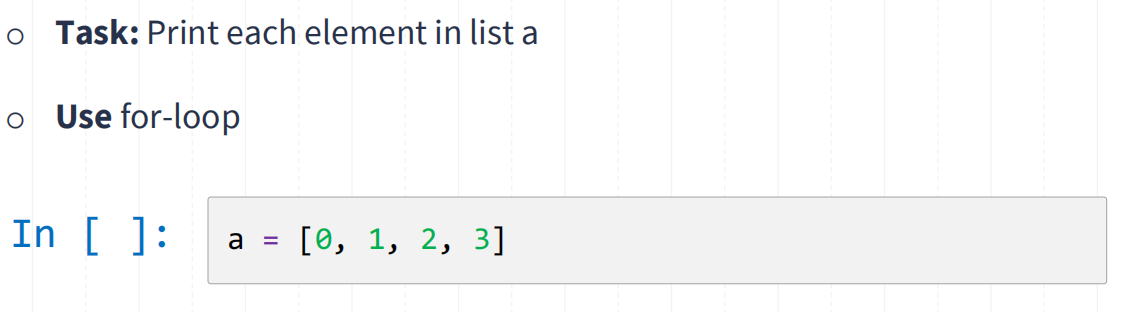 Task: Print each element in list a
Use for-loop
In [ ]: a = [0, 1, 2, 3]